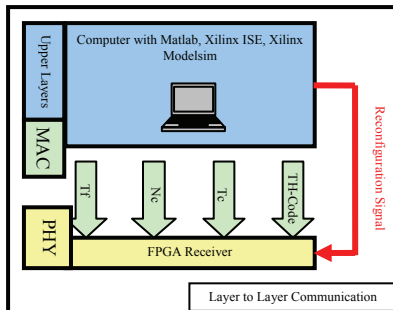 Upper Layers
Computer with Matlab, Xilinx ISE, Xilinx
Modelsim
MAC
Tf
Nc
Tc
TH-Code
Reconfiguration Signal
PHY
FPGA Receiver
Layer to Layer Communication